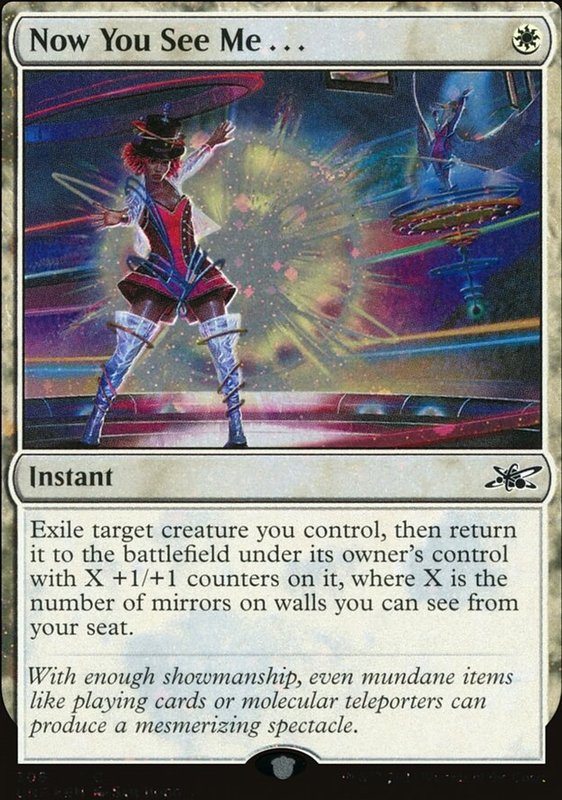 Now You See Me . . .
Instant
Exile target creature you control, then return
it to the battlefield under its owner's control
with X +1/+1 counters on it, where X is the
number of mirrors on walls you can see from
your seat.
With enough showmanship, even mundane items
like playing cards or molecular teleporters can
produce a mesmerizing spectacle.